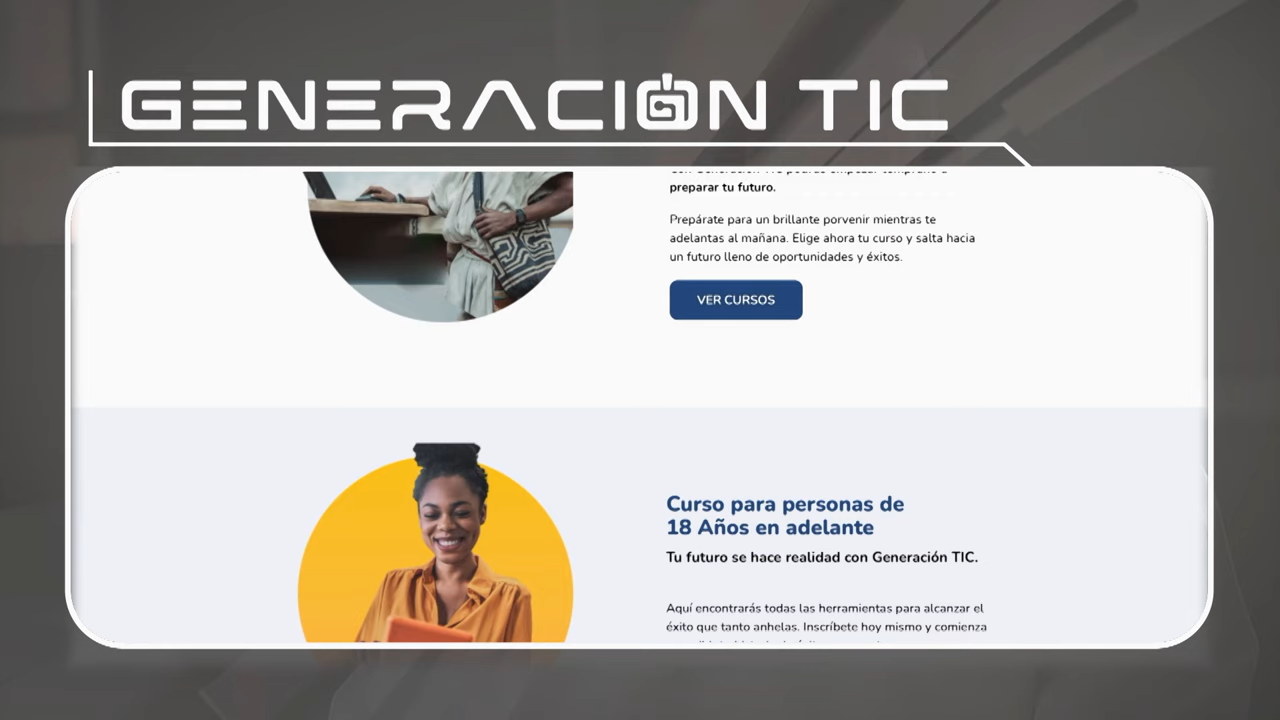 GENERACIÓN TIC
preparar tu futuro.
Prepárate para un brillante porvenir mientras te
adelantas al mañana. Elige ahora tu curso y salta hacia
un futuro lleno de oportunidades y éxitos.
VER CURSOS
Curso para personas de
18 Años en adelante
Tu futuro se hace realidad con Generación TIC.
Aquí encontrarás todas las herramientas para alcanzar el
éxito que tanto anhelas. Inscríbete hoy mismo y comienza